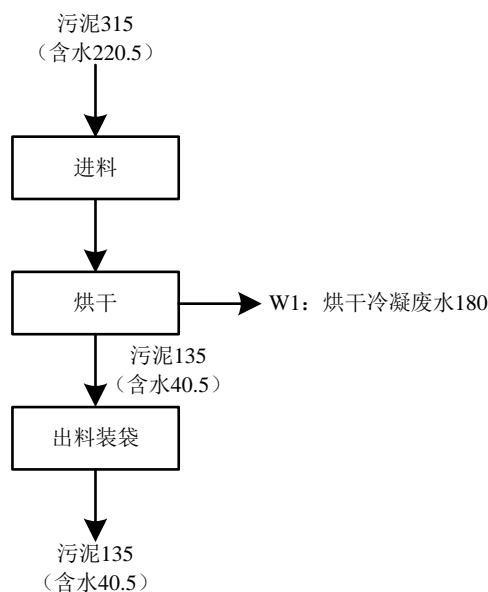 污泥315
（含水220.5）
进料
烘干
W1：烘干冷凝废水180
污泥135
（含水40.5）
出料装袋
污泥135
（含水40.5）